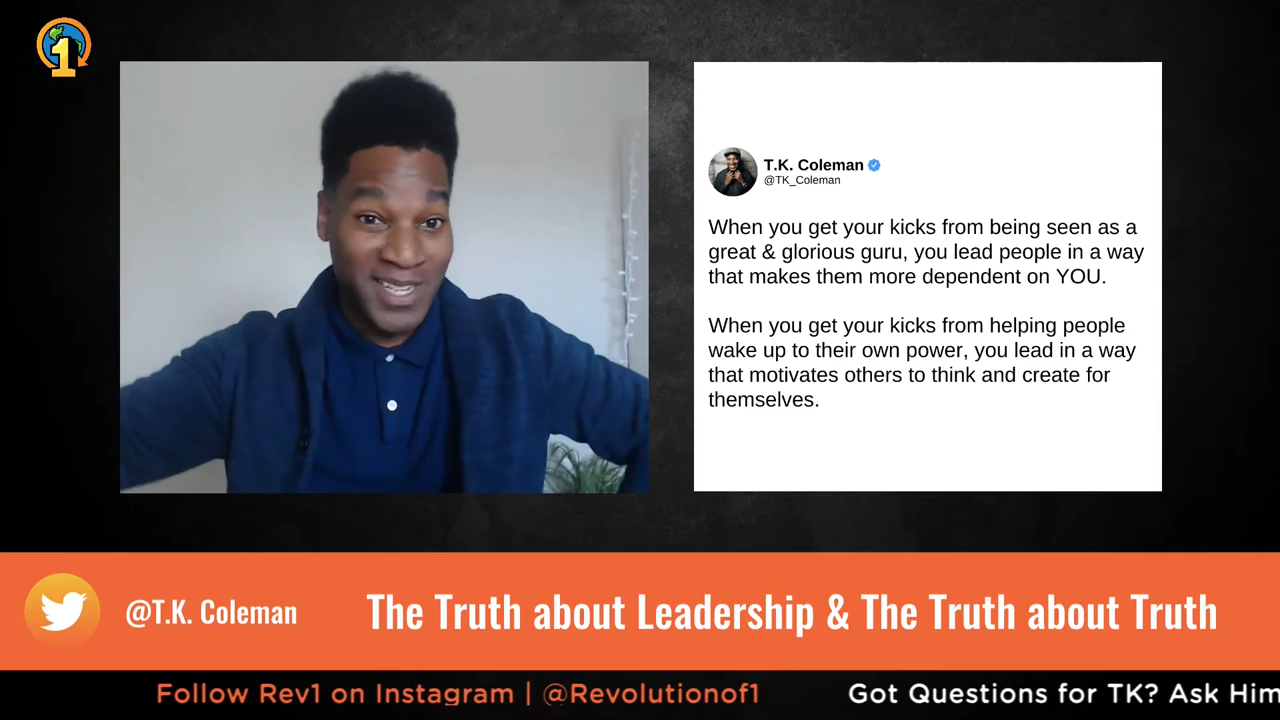 1
T.K. Coleman
@TK_Coleman
When you get your kicks from being seen as a
great & glorious guru, you lead people in a way
that makes them more dependent on YOU.
When you get your kicks from helping people
wake up to their own power, you lead in a way
that motivates others to think and create for
themselves.
@T.K. Coleman
The Truth about Leadership & The Truth about Truth
Follow Rev1 on Instagram | @Revolutionof1
Got Questions for TK? Ask Him